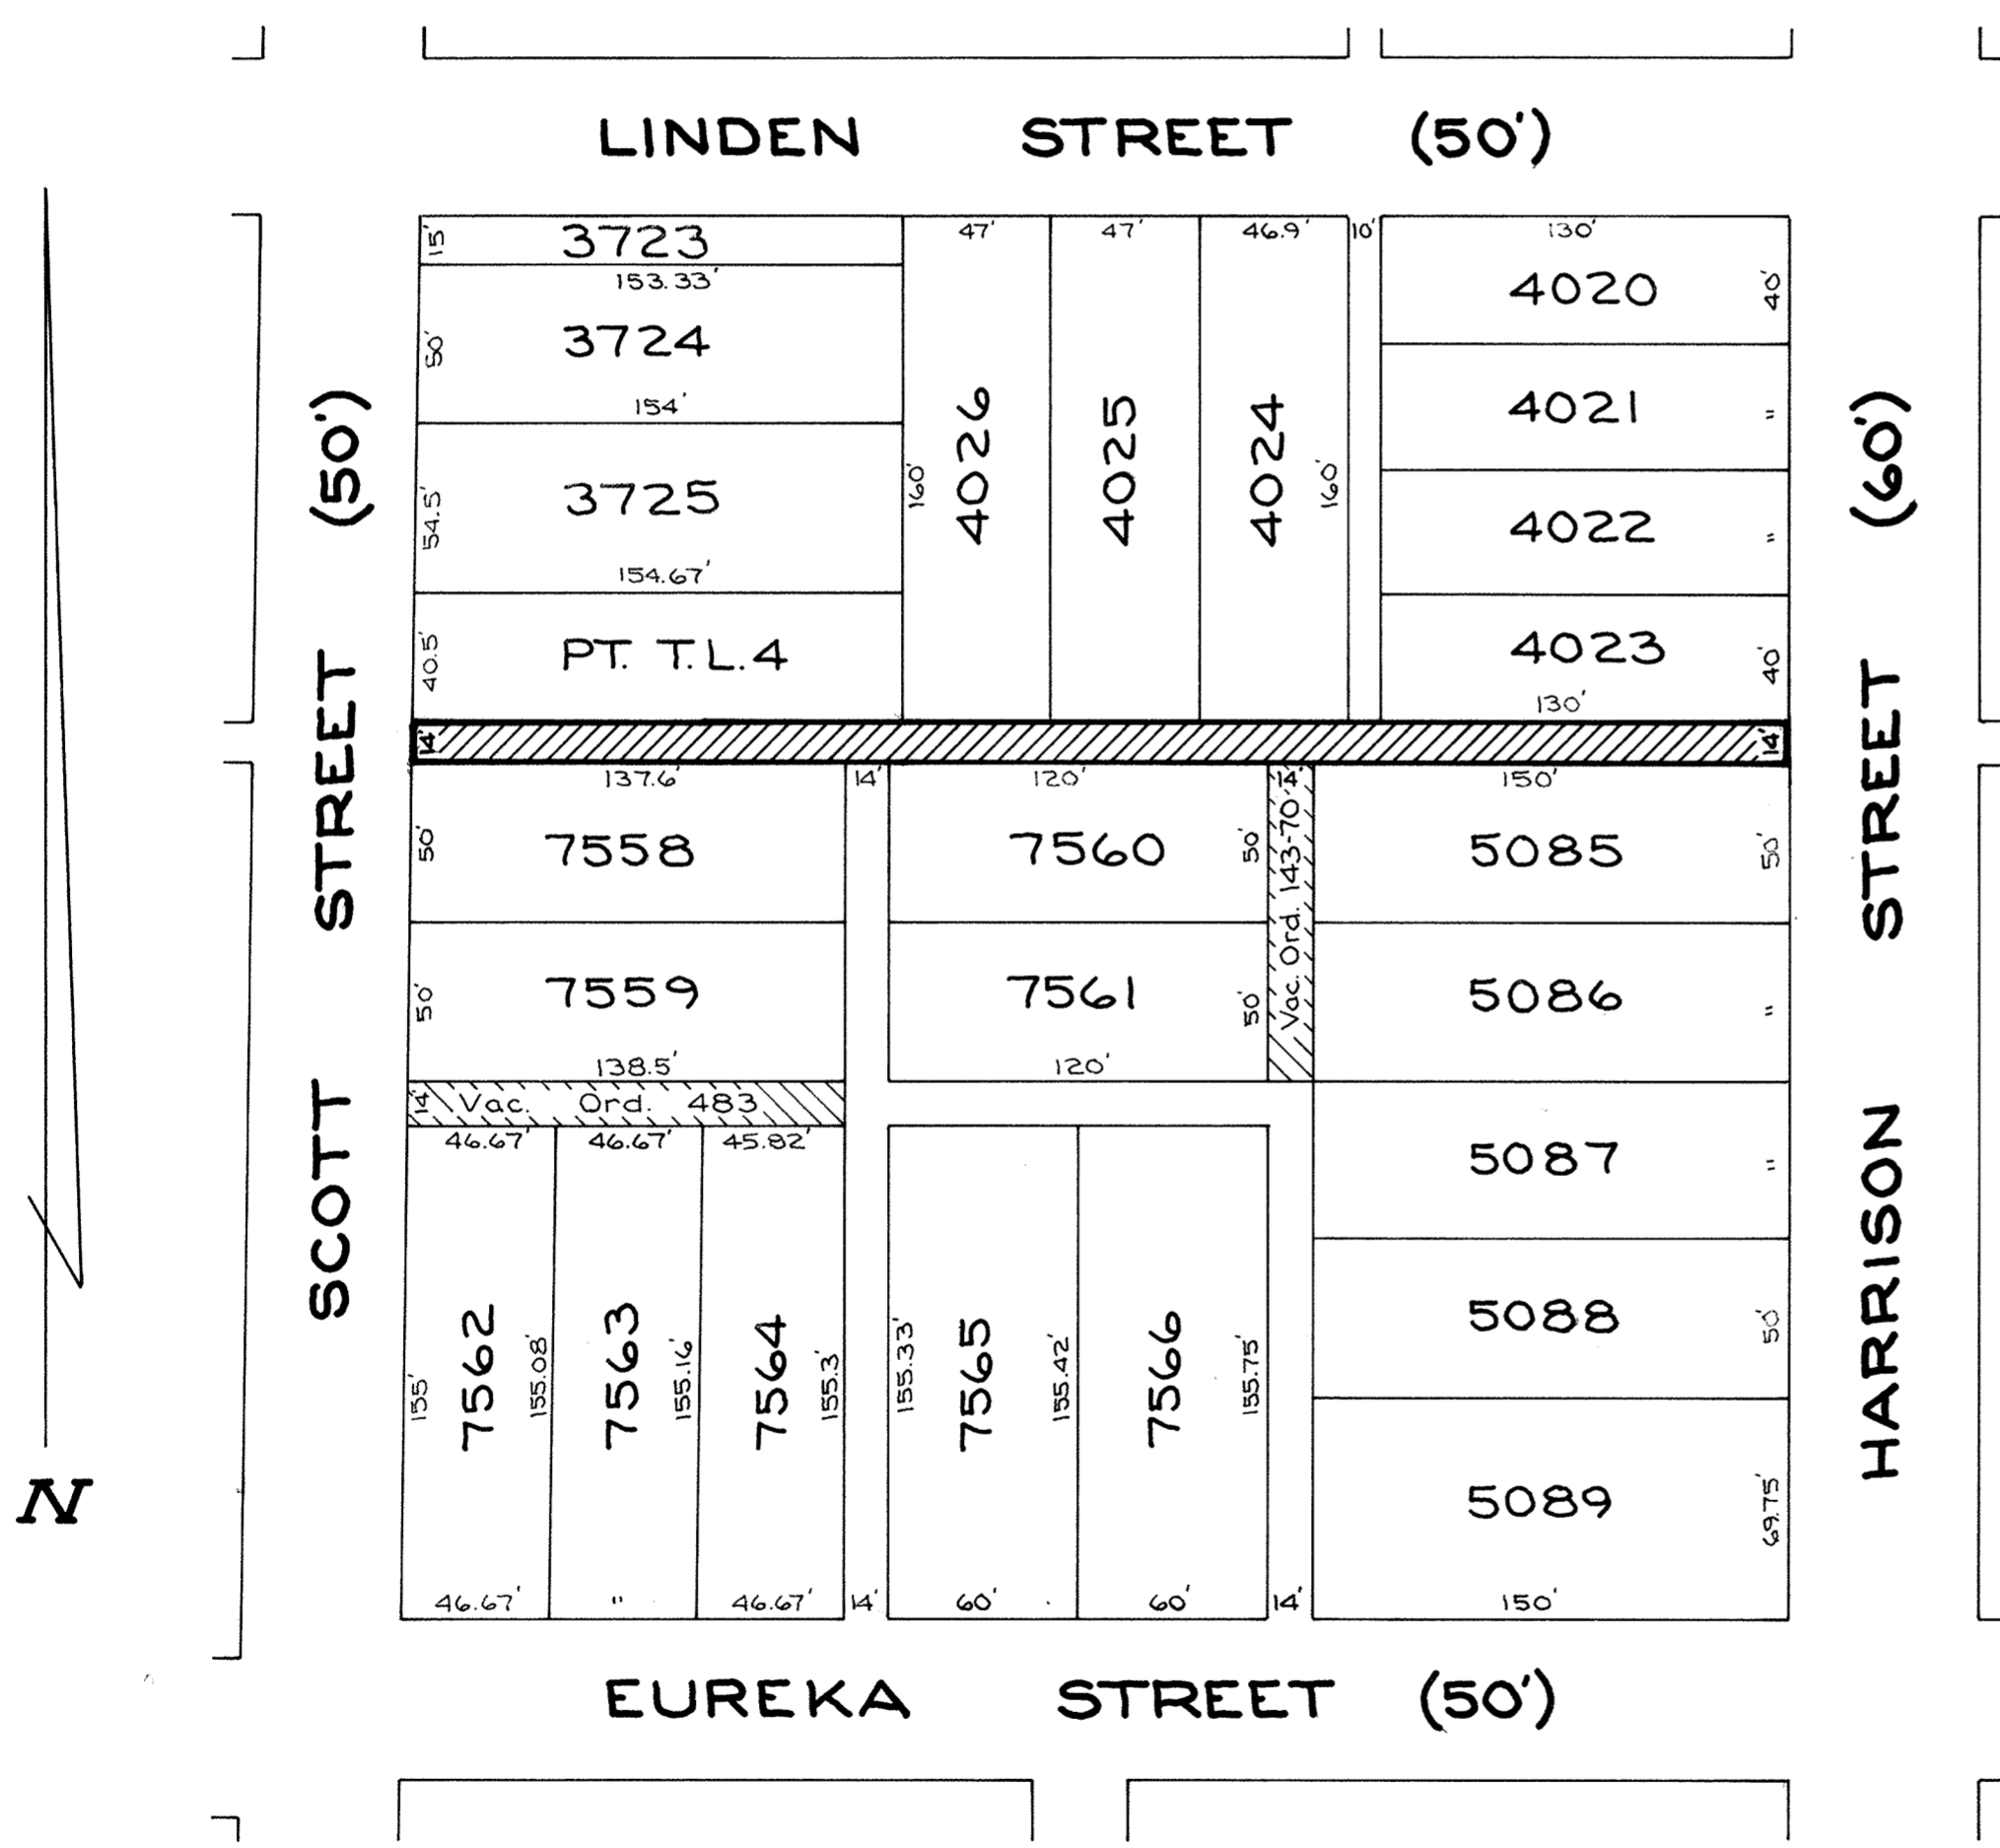 LINDEN STREET (50')
15' 3723 47' 47' 46.9' 10' 130'
153.33' 4020 40'
50' 3724
154' 4021 "
54.5' 3725 160' 4026 4025 4024 160' 4022 "
154.67'
40.5' PT. T.L.4 4023 40'
130'
14' 14'
137.6' 14' 120' 14' 150'
50' 7558 7560 50' 5085 50'
Vac. Ord. 143-70
50' 7559 7561 50' 5086 "
138.5' 120'
14' Vac. Ord. 483
46.67' 46.67' 45.82' 5087 "
5088 50'
155' 7562 155.08' 7563 155.16' 7564 155.3' 155.33' 7565 155.42' 7566 155.75'
5089 69.75'
46.67' " 46.67' 14' 60' 60' 14' 150'
EUREKA STREET (50')
SCOTT STREET (50')
HARRISON STREET (60')
N